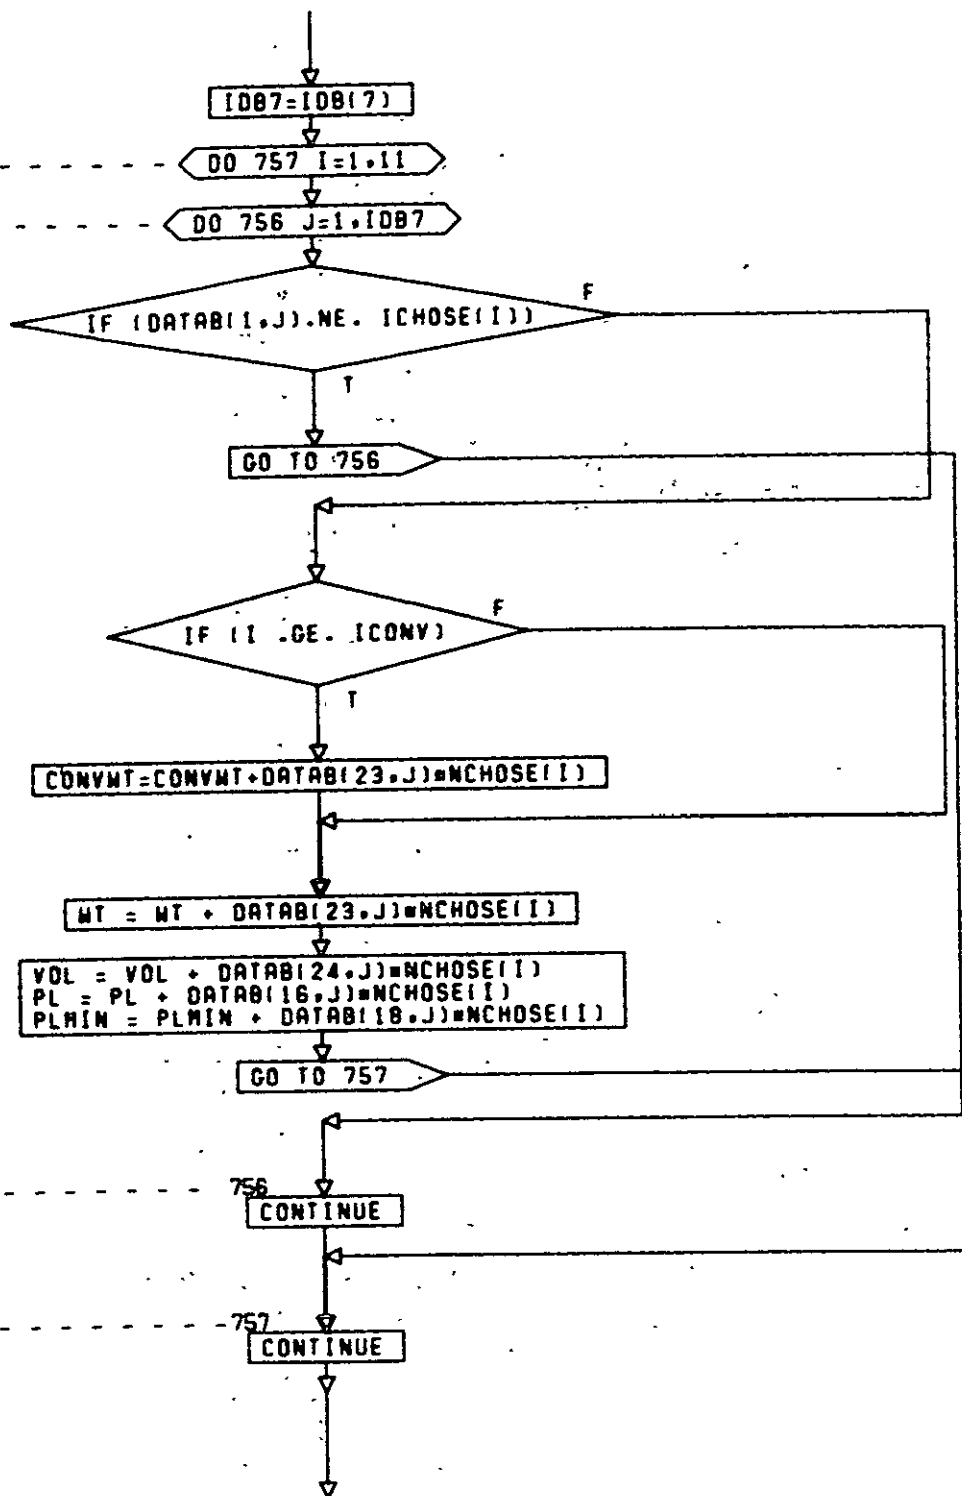 IDB7=IDB(7)
DO 757 I=1,I1
DO 756 J=1,IDB7
IF (DATAB(1,J).NE. ICHOSE(I))
F
T
GO TO 756
IF (I .GE. ICONV)
F
T
CONVWT=CONVWT+DATAB(23,J)*NCHOSE(I)
WT = WT + DATAB(23,J)*NCHOSE(I)
VOL = VOL + DATAB(24,J)*NCHOSE(I)
PL = PL + DATAB(16,J)*NCHOSE(I)
PLMIN = PLMIN + DATAB(18,J)*NCHOSE(I)
GO TO 757
756
CONTINUE
757
CONTINUE